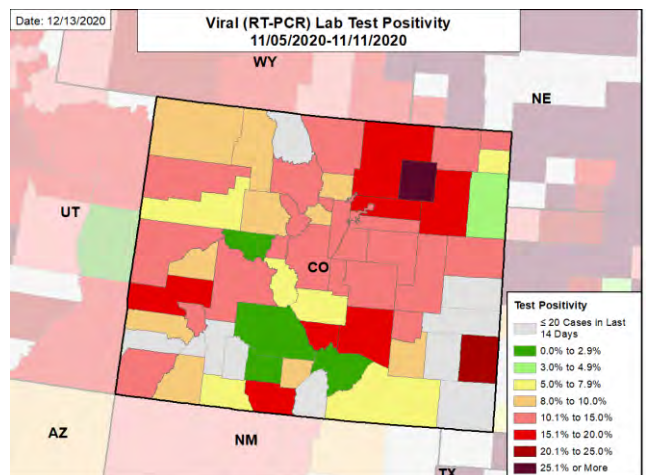 Date: 12/13/2020
Viral (RT-PCR) Lab Test Positivity
11/05/2020-11/11/2020
WY
NE
UT
CO
Test Positivity
≤ 20 Cases in Last
14 Days
0.0% to 2.9%
3.0% to 4.9%
5.0% to 7.9%
8.0% to 10.0%
10.1% to 15.0%
15.1% to 20.0%
20.1% to 25.0%
25.1% or More
AZ
NM
TX